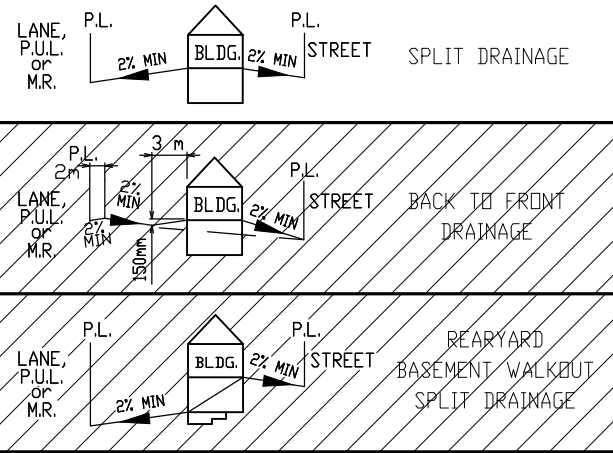 P.L.
P.L.
LANE,
P.U.L.
or
M.R.
2% MIN
BLDG.
2% MIN
STREET
SPLIT DRAINAGE
3 m
P.L.
2m
P.L.
2%
MIN
LANE,
P.U.L.
or
M.R.
2%
MIN
BLDG.
2% MIN
STREET
BACK TO FRONT
DRAINAGE
150mm
P.L.
P.L.
LANE,
P.U.L.
or
M.R.
BLDG.
2% MIN
STREET
2% MIN
REARYARD
BASEMENT WALKOUT
SPLIT DRAINAGE